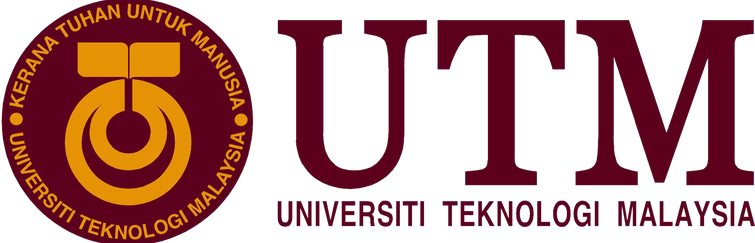 • KERANA TUHAN UNTUK MANUSIA •
UNIVERSITI TEKNOLOGI MALAYSIA
UTM
UNIVERSITI TEKNOLOGI MALAYSIA